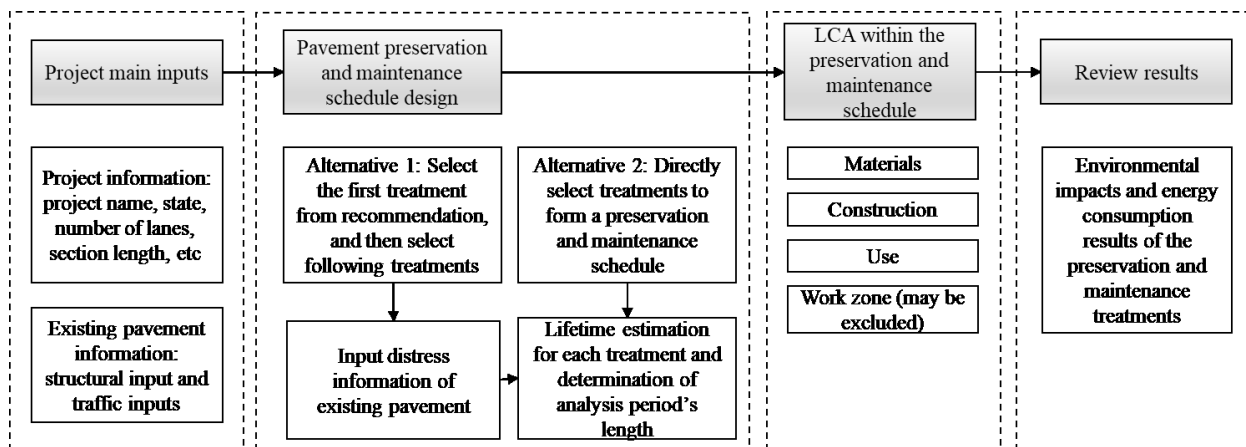 Project main inputs
Project information:
project name, state,
number of lanes,
section length, etc
Existing pavement
information:
structural input and
traffic inputs
Pavement preservation
and maintenance
schedule design
Alternative 1: Select
the first treatment
from recommendation,
and then select
following treatments
Alternative 2: Directly
select treatments to
form a preservation
and maintenance
schedule
Input distress
information of
existing pavement
Lifetime estimation
for each treatment and
determination of
analysis period’s
length
LCA within the
preservation and
maintenance
schedule
Materials
Construction
Use
Work zone (may be
excluded)
Review results
Environmental
impacts and energy
consumption
results of the
preservation and
maintenance
treatments